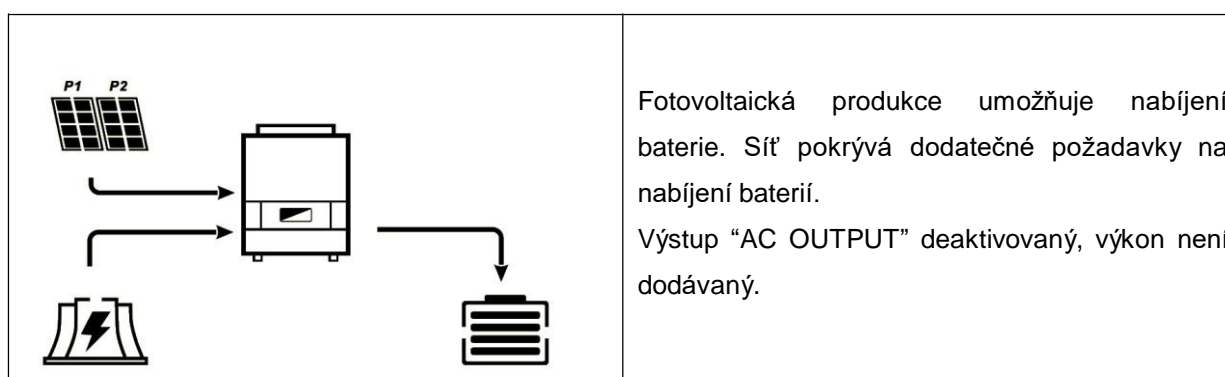 P1 P2
Fotovoltaická produkce umožňuje nabíjení
baterie. Síť pokrývá dodatečné požadavky na
nabíjení baterií.
Výstup “AC OUTPUT” deaktivovaný, výkon není
dodávaný.